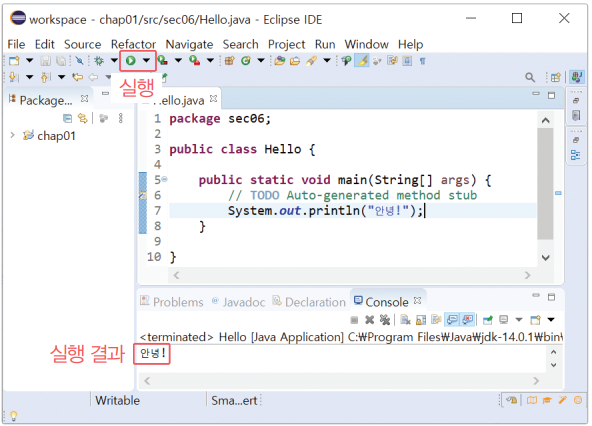 workspace - chap01/src/sec06/Hello.java - Eclipse IDE
File Edit Source Refactor Navigate Search Project Run Window Help
실행
Package...
Hello.java
chap01
1 package sec06;
2
3 public class Hello {
4
5 public static void main(String[] args) {
6 // TODO Auto-generated method stub
7 System.out.println("안녕!");
8 }
9
10 }
Problems Javadoc Declaration Console
<terminated> Hello [Java Application] C:₩Program Files₩Java₩jdk-14.0.1₩bin₩
실행 결과
안녕!
Writable Sma...ert